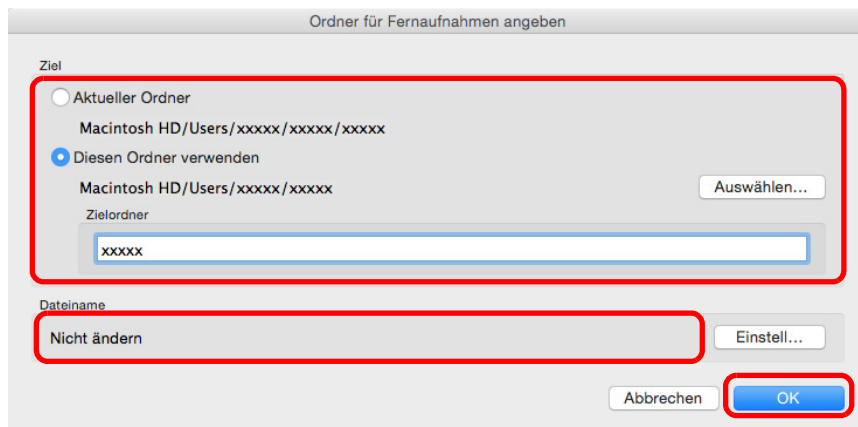 Ordner für Fernaufnahmen angeben
Ziel
Aktueller Ordner
Macintosh HD/Users/xxxxx/xxxxx/xxxxx
Diesen Ordner verwenden
Macintosh HD/Users/xxxxx/xxxxx
Auswählen...
Zielordner
xxxxx
Dateiname
Nicht ändern
Einstell...
Abbrechen
OK